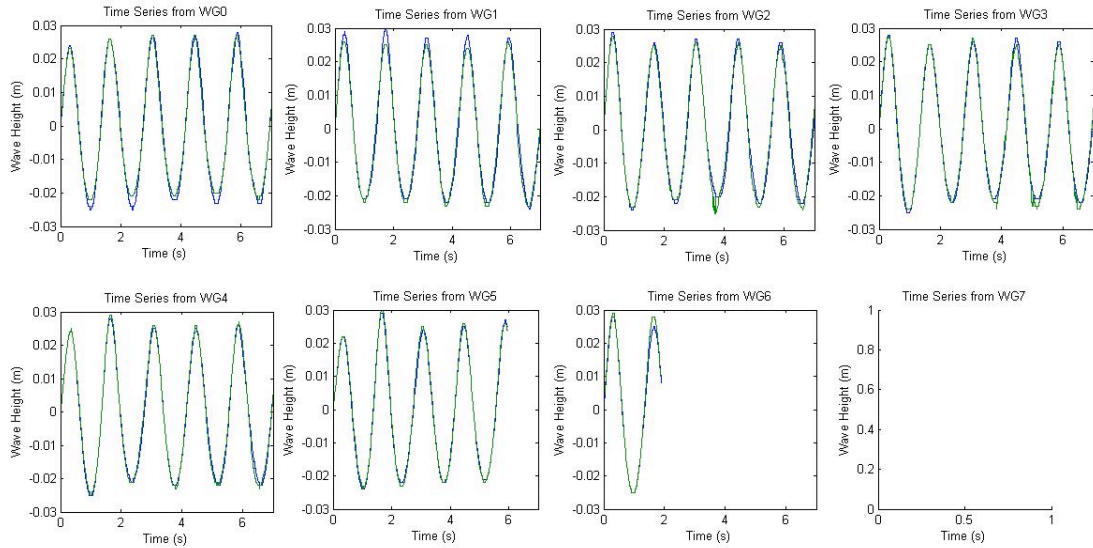 Time Series from WG0
Wave Height (m)
0.03
0.02
0.01
0
-0.01
-0.02
-0.03
0 2 4 6
Time (s)
Time Series from WG1
Wave Height (m)
0.03
0.02
0.01
0
-0.01
-0.02
-0.03
0 2 4 6
Time (s)
Time Series from WG2
Wave Height (m)
0.03
0.02
0.01
0
-0.01
-0.02
-0.03
0 2 4 6
Time (s)
Time Series from WG3
Wave Height (m)
0.03
0.02
0.01
0
-0.01
-0.02
-0.03
0 2 4 6
Time (s)
Time Series from WG4
Wave Height (m)
0.03
0.02
0.01
0
-0.01
-0.02
-0.03
0 2 4 6
Time (s)
Time Series from WG5
Wave Height (m)
0.03
0.02
0.01
0
-0.01
-0.02
-0.03
0 2 4 6
Time (s)
Time Series from WG6
Wave Height (m)
0.03
0.02
0.01
0
-0.01
-0.02
-0.03
0 2 4 6
Time (s)
Time Series from WG7
Wave Height (m)
1
0.8
0.6
0.4
0.2
0
0 0.5 1
Time (s)